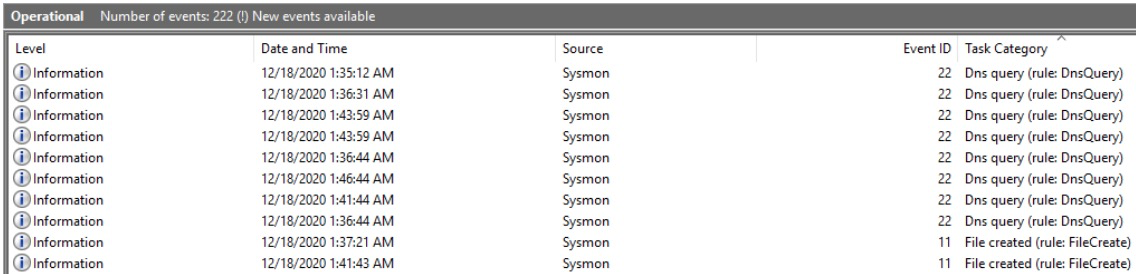 Operational Number of events: 222 (!) New events available
Level Date and Time Source Event ID Task Category
Information 12/18/2020 1:35:12 AM Sysmon 22 Dns query (rule: DnsQuery)
Information 12/18/2020 1:36:31 AM Sysmon 22 Dns query (rule: DnsQuery)
Information 12/18/2020 1:43:59 AM Sysmon 22 Dns query (rule: DnsQuery)
Information 12/18/2020 1:43:59 AM Sysmon 22 Dns query (rule: DnsQuery)
Information 12/18/2020 1:36:44 AM Sysmon 22 Dns query (rule: DnsQuery)
Information 12/18/2020 1:46:44 AM Sysmon 22 Dns query (rule: DnsQuery)
Information 12/18/2020 1:41:44 AM Sysmon 22 Dns query (rule: DnsQuery)
Information 12/18/2020 1:36:44 AM Sysmon 22 Dns query (rule: DnsQuery)
Information 12/18/2020 1:37:21 AM Sysmon 11 File created (rule: FileCreate)
Information 12/18/2020 1:41:43 AM Sysmon 11 File created (rule: FileCreate)